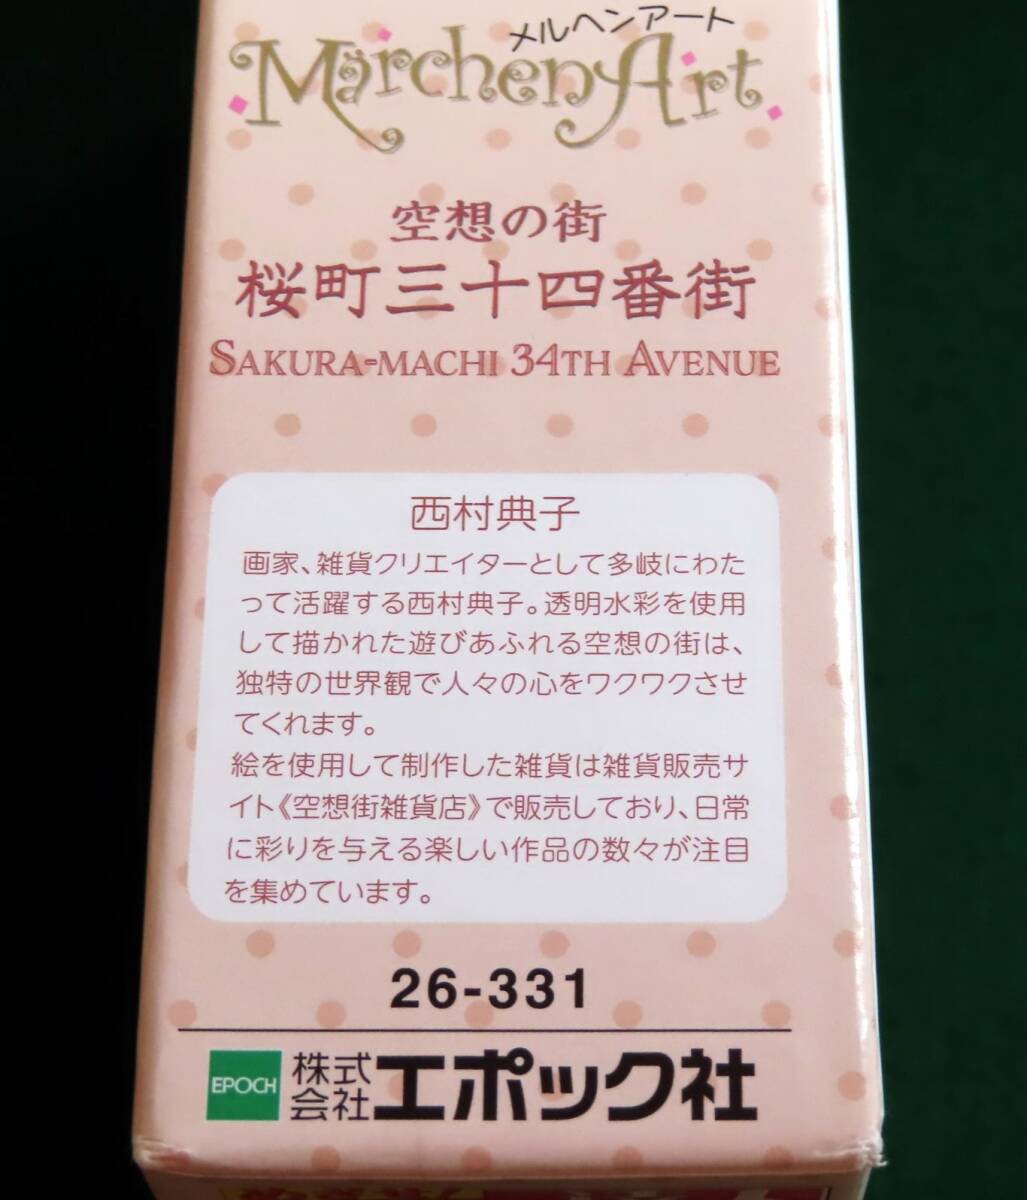 メルヘンアート
MärchenArt
空想の街
桜町三十四番街
SAKURA-MACHI 34TH AVENUE
西村典子
画家、雑貨クリエイターとして多岐にわた
って活躍する西村典子。透明水彩を使用
して描かれた遊びあふれる空想の街は、
独特の世界観で人々の心をワクワクさせ
てくれます。
絵を使用して制作した雑貨は雑貨販売サ
イト《空想街雑貨店》で販売しており、日常
に彩りを与える楽しい作品の数々が注目
を集めています。
26-331
EPOCH 株式会社エポック社